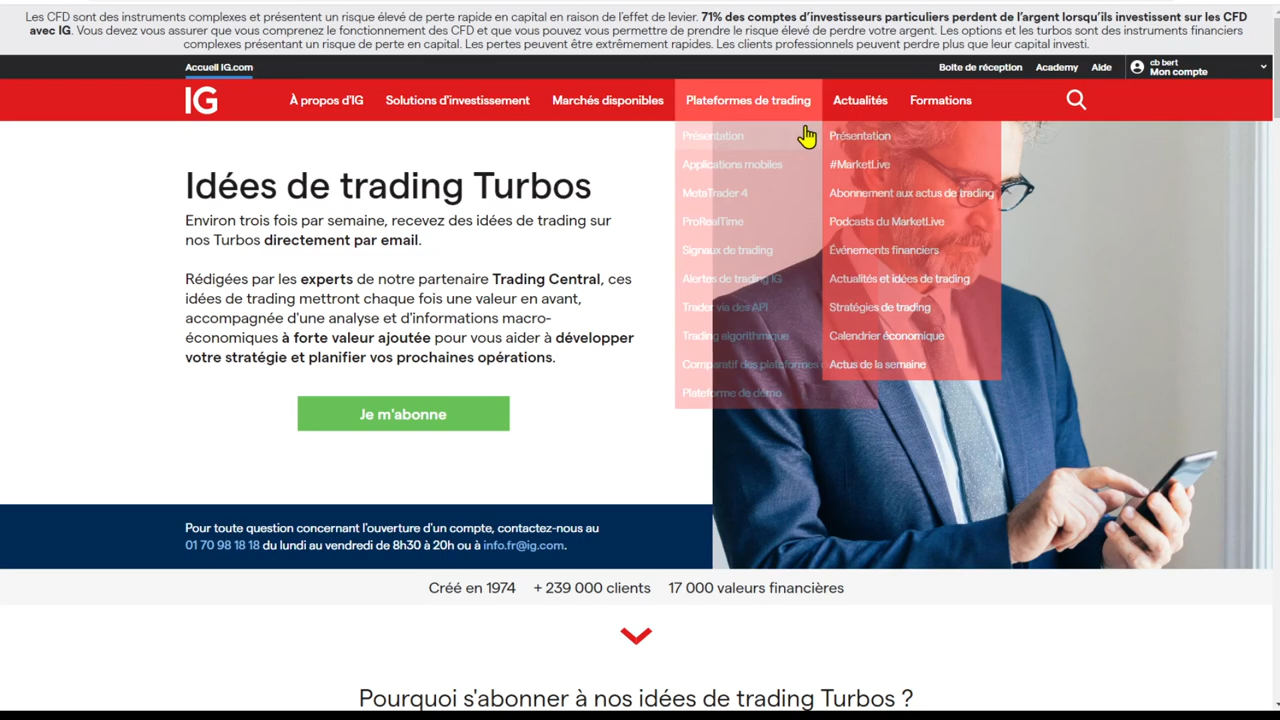 Les CFD sont des instruments complexes et présentent un risque élevé de perte rapide en capital en raison de l'effet de levier. 71% des comptes d'investisseurs particuliers perdent de l'argent lorsqu'ils investissent sur les CFD
avec IG. Vous devez vous assurer que vous comprenez le fonctionnement des CFD et que vous pouvez vous permettre de prendre le risque élevé de perdre votre argent. Les options et les turbos sont des instruments financiers
complexes présentant un risque de perte en capital. Les pertes peuvent être extrêmement rapides. Les clients professionnels peuvent perdre plus que leur capital investi.
Accueil IG.com
Boîte de réception
Academy
Aide
cb bert
Mon compte
IG
À propos d'IG
Solutions d'investissement
Marchés disponibles
Plateformes de trading
Actualités
Formations
Présentation
Applications mobiles
MetaTrader 4
ProRealTime
Signaux de trading
Alertes de trading IG
Trader via des API
Trading algorithmique
Comparatif des plateformes
Plateforme de démo
Présentation
#MarketLive
Abonnement aux actus de trading
Podcasts du MarketLive
Événements financiers
Actualités et idées de trading
Stratégies de trading
Calendrier économique
Actus de la semaine
Idées de trading Turbos
Environ trois fois par semaine, recevez des idées de trading sur
nos Turbos directement par email.
Rédigées par les experts de notre partenaire Trading Central, ces
idées de trading mettront chaque fois une valeur en avant,
accompagnée d'une analyse et d'informations macro-
économiques à forte valeur ajoutée pour vous aider à développer
votre stratégie et planifier vos prochaines opérations.
Je m'abonne
Pour toute question concernant l'ouverture d'un compte, contactez-nous au
01 70 98 18 18 du lundi au vendredi de 8h30 à 20h ou à info.fr@ig.com.
Créé en 1974
+ 239 000 clients
17 000 valeurs financières
Pourquoi s'abonner à nos idées de trading Turbos ?